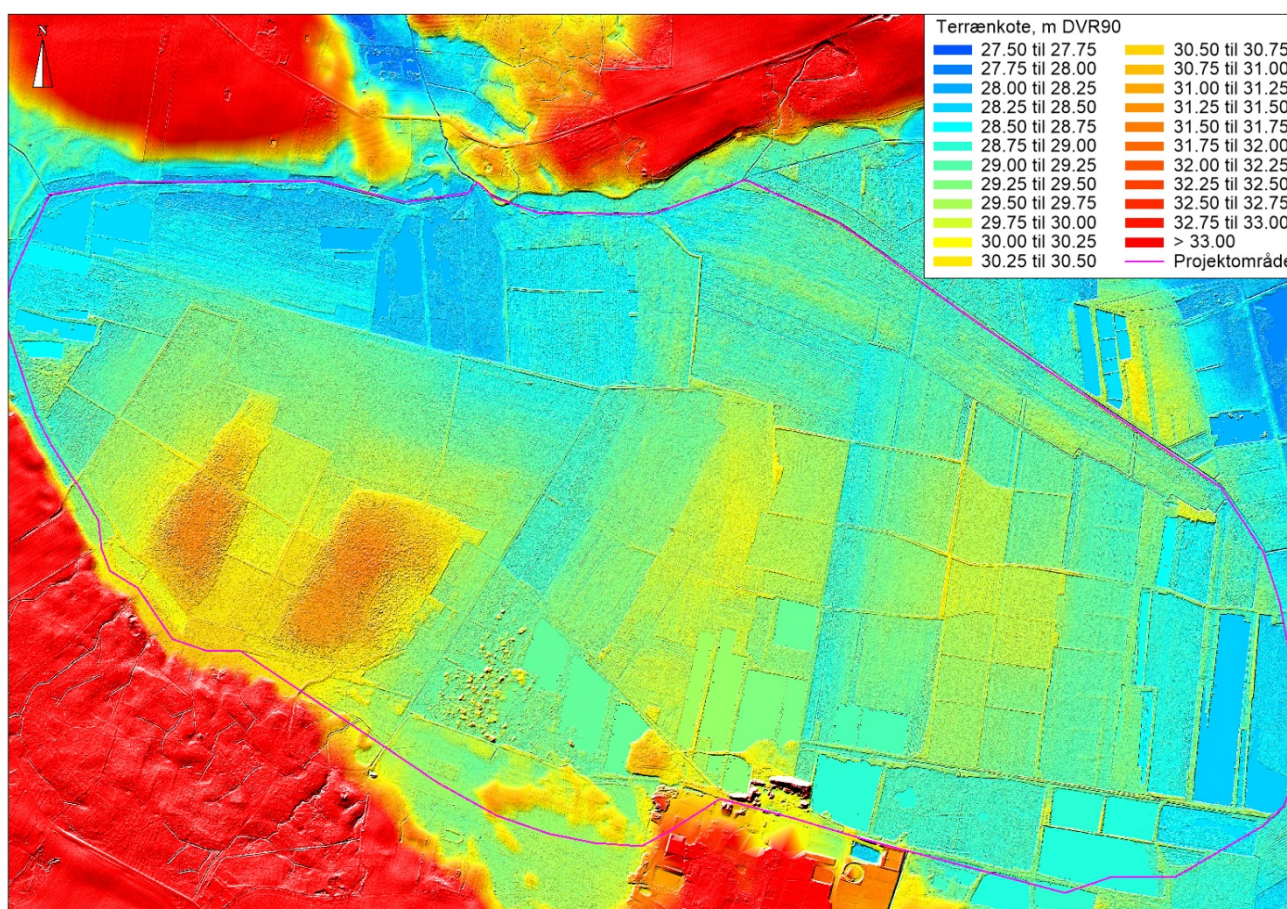 N
Terrænkote, m DVR90
27.50 til 27.75
27.75 til 28.00
28.00 til 28.25
28.25 til 28.50
28.50 til 28.75
28.75 til 29.00
29.00 til 29.25
29.25 til 29.50
29.50 til 29.75
29.75 til 30.00
30.00 til 30.25
30.25 til 30.50
30.50 til 30.75
30.75 til 31.00
31.00 til 31.25
31.25 til 31.50
31.50 til 31.75
31.75 til 32.00
32.00 til 32.25
32.25 til 32.50
32.50 til 32.75
32.75 til 33.00
> 33.00
Projektområde